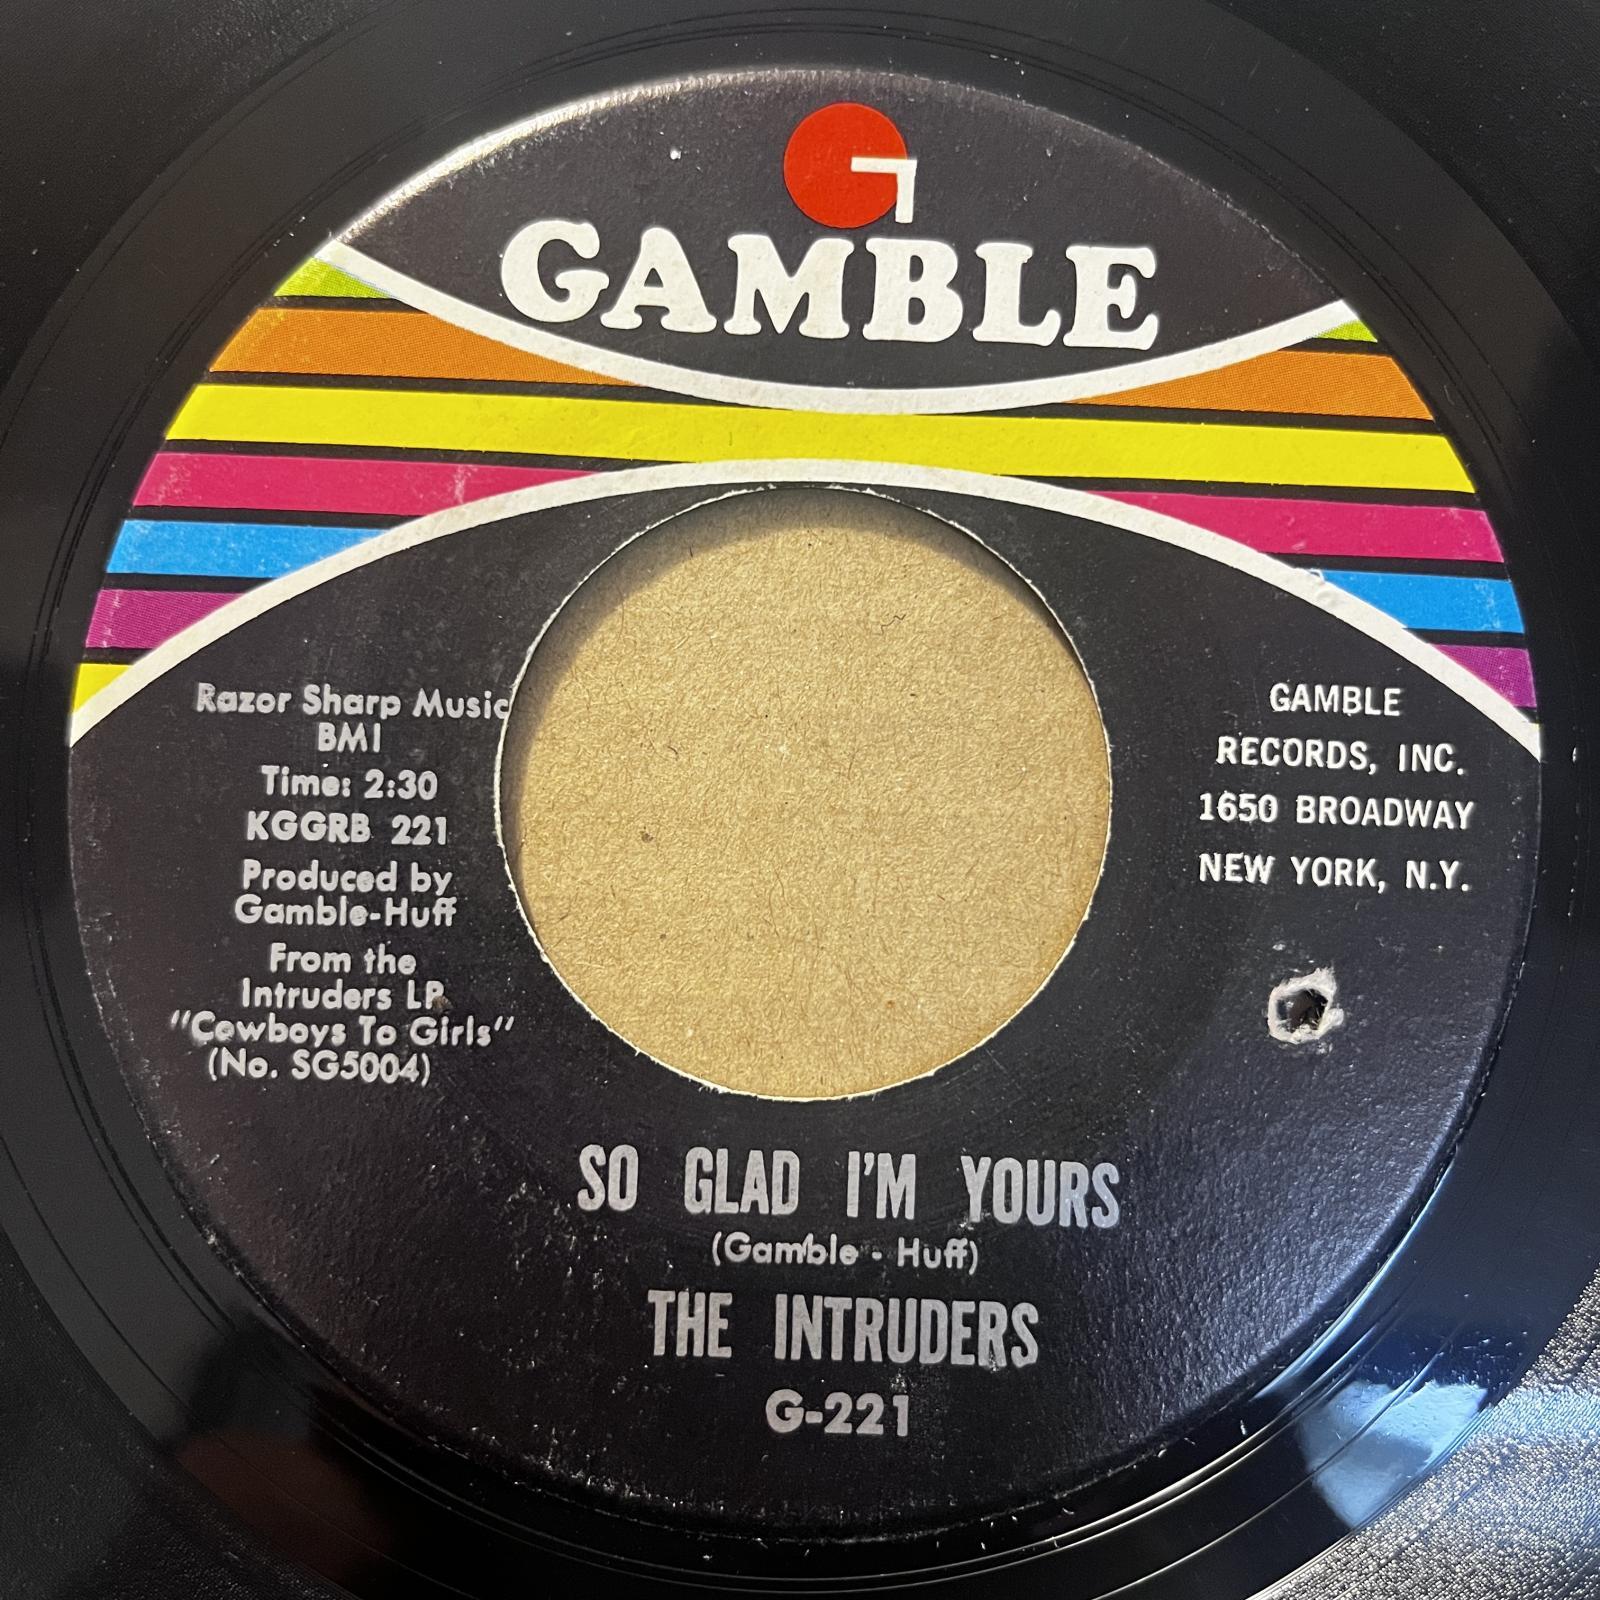 GAMBLE
Razor Sharp Music
BMI
Time: 2:30
KGGRB 221
Produced by
Gamble-Huff
From the
Intruders LP
"Cowboys To Girls"
(No. SG5004)
GAMBLE
RECORDS, INC.
1650 BROADWAY
NEW YORK, N.Y.
SO GLAD I'M YOURS
(Gamble - Huff)
THE INTRUDERS
G-221